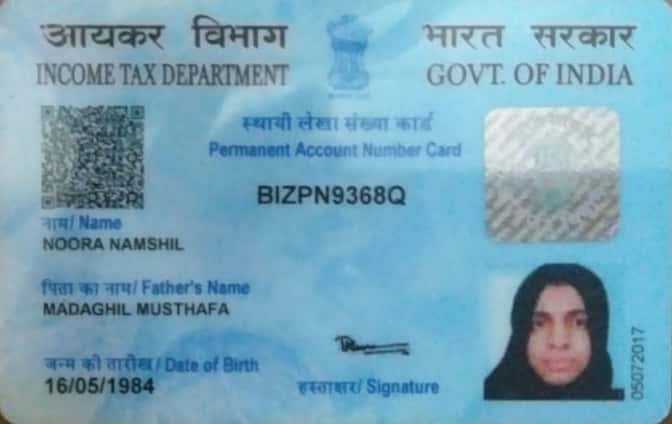 आयकर विभाग
INCOME TAX DEPARTMENT
भारत सरकार
GOVT. OF INDIA
स्थायी लेखा संख्या कार्ड
Permanent Account Number Card
BIZPN9368Q
नाम/ Name
NOORA NAMSHIL
पिता का नाम/ Father's Name
MADAGHIL MUSTHAFA
जन्म की तारीख/ Date of Birth
16/05/1984
हस्ताक्षर/ Signature
05072017